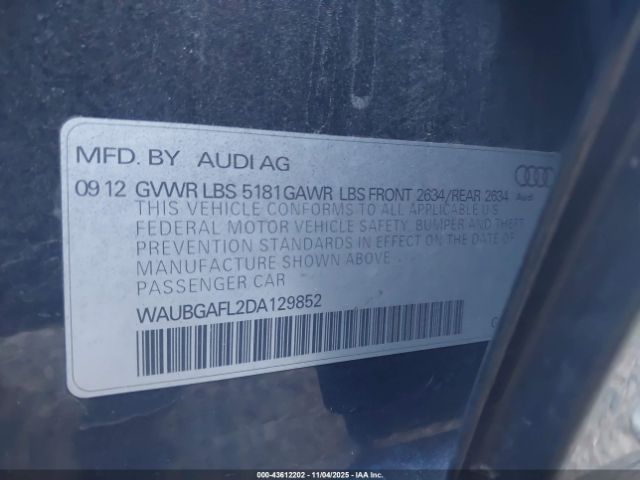 MFD. BY AUDI AG
09 12 GVWR LBS 5181 GAWR LBS FRONT 2634/REAR 2634
Audi
THIS VEHICLE CONFORMS TO ALL APPLICABLE U.S.
FEDERAL MOTOR VEHICLE SAFETY, BUMPER AND THEFT
PREVENTION STANDARDS IN EFFECT ON THE DATE OF
MANUFACTURE SHOWN ABOVE
PASSENGER CAR
WAUBGAFL2DA129852
000-43612202 - 11/04/2025 - IAA Inc.